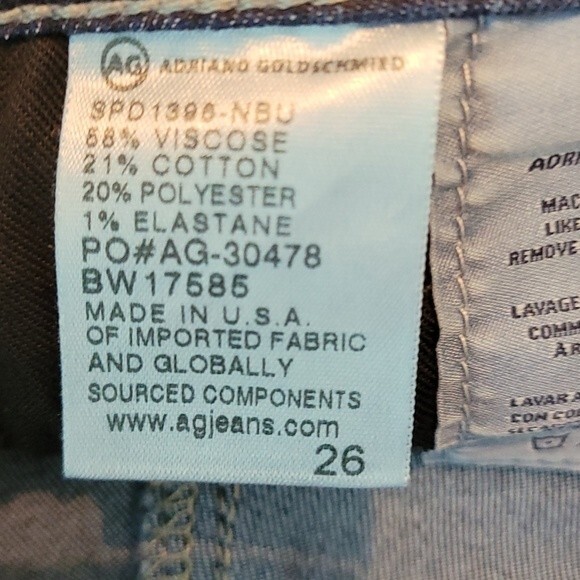 AG ADRIANO GOLDSCHMIED
SPD1396-NBU
58% VISCOSE
21% COTTON
20% POLYESTER
1% ELASTANE
PO#AG-30478
BW17585
MADE IN U.S.A.
OF IMPORTED FABRIC
AND GLOBALLY
SOURCED COMPONENTS
www.agjeans.com
26
ADRI
MAC
LIKE
REMOVE
LAVAGE
COMM
AR
LAVAR A
CON CO